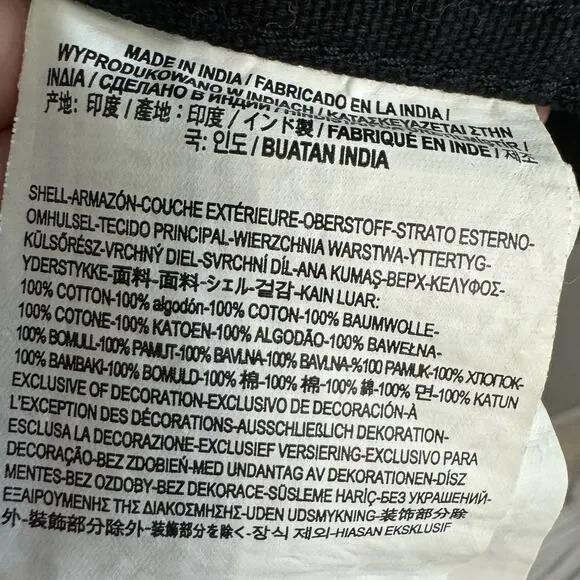 MADE IN INDIA / FABRICADO EN LA INDIA /
WYPRODUKOWANO W INDIACH / ΚΑΤΑΣΚΕΥΑΖΕΤΑΙ ΣΤΗΝ
ΙΝΔΙΑ / СДЕЛАНО В ИНДИИ /
产地: 印度 / 產地: 印度 / インド製 / FABRIQUÉ EN INDE / 제조
국: 인도 / BUATAN INDIA
SHELL-ARMAZÓN-COUCHE EXTÉRIEURE-OBERSTOFF-STRATO ESTERNO-
OMHULSEL-TECIDO PRINCIPAL-WIERZCHNIA WARSTWA-YTTERTYG-
KÜLSŐRÉSZ-VRCHNÝ DIEL-SVRCHNÍ DÍL-ANA KUMAŞ-ВЕРХ-ΚΕΛΥΦΟΣ-
YDERSTYKKE-面料-面料-シェル-겉감-KAIN LUAR:
100% COTTON-100% algodón-100% COTON-100% BAUMWOLLE-
100% COTONE-100% KATOEN-100% ALGODÃO-100% BAWEŁNA-
100% BOMULL-100% PAMUT-100% BAVLNA-100% BAVLNA-%100 PAMUK-100% ХЛОПОК-
100% ΒΑΜΒΑΚΙ-100% BOMULD-100% 棉-100% 棉-100% 綿-100% 면-100% KATUN
EXCLUSIVE OF DECORATION-EXCLUSIVO DE DECORACIÓN-À
L'EXCEPTION DES DÉCORATIONS-AUSSCHLIEßLICH DEKORATION-
ESCLUSA LA DECORAZIONE-EXCLUSIEF VERSIERING-EXCLUSIVO PARA
DECORAÇÃO-BEZ ZDOBIEŃ-MED UNDANTAG AV DEKORATIONEN-DÍSZ
MENTES-BEZ OZDOBY-BEZ DEKORACE-SÜSLEME HARİÇ-БЕЗ УКРАШЕНИЙ-
ΕΞΑΙΡΟΥΜΕΝΗΣ ΤΗΣ ΔΙΑΚΟΣΜΗΣΗΣ-UDEN UDSMYKNING-装饰部分除
外-裝飾部分除外-装飾部分を除く-장식 제외-HIASAN EKSKLUSIF